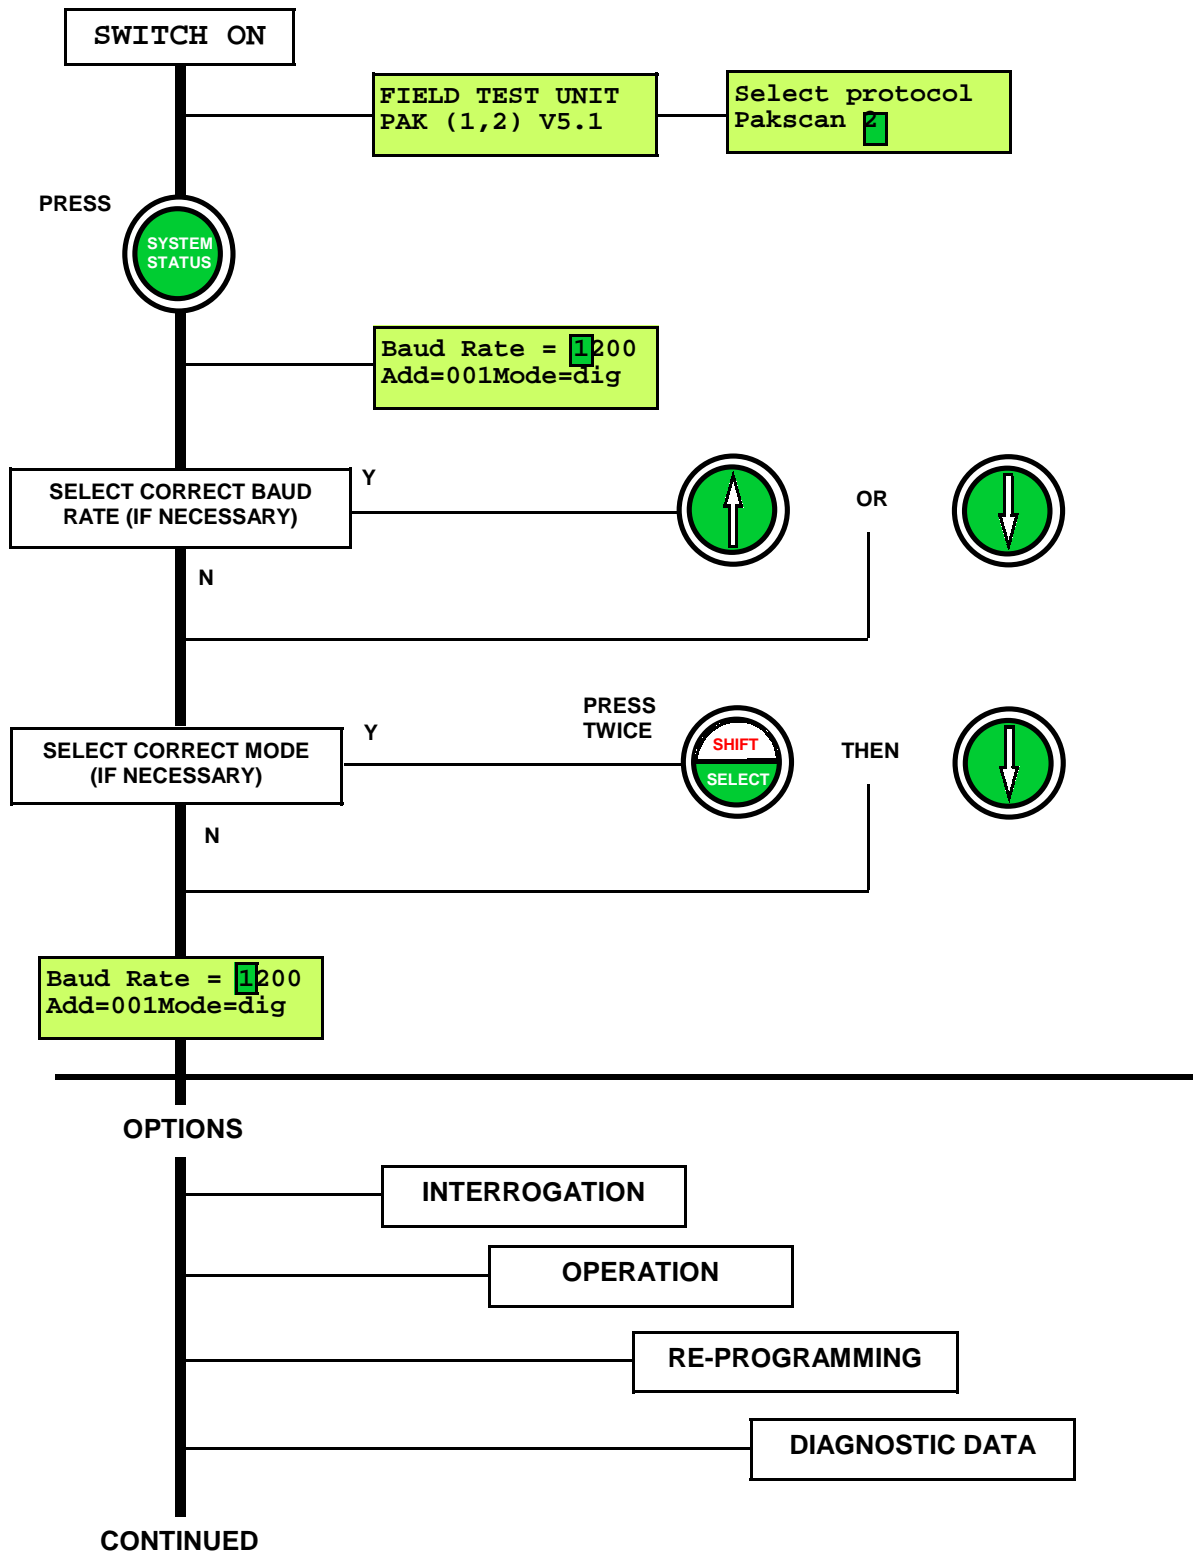 SWITCH ON
FIELD TEST UNIT
PAK (1,2) V5.1
Select protocol
Pakscan 2
PRESS
SYSTEM
STATUS
Baud Rate = 1200
Add=001Mode=dig
SELECT CORRECT BAUD
RATE (IF NECESSARY)
Y
OR
N
SELECT CORRECT MODE
(IF NECESSARY)
Y
PRESS
TWICE
SHIFT
SELECT
THEN
N
Baud Rate = 1200
Add=001Mode=dig
OPTIONS
INTERROGATION
OPERATION
RE-PROGRAMMING
DIAGNOSTIC DATA
CONTINUED